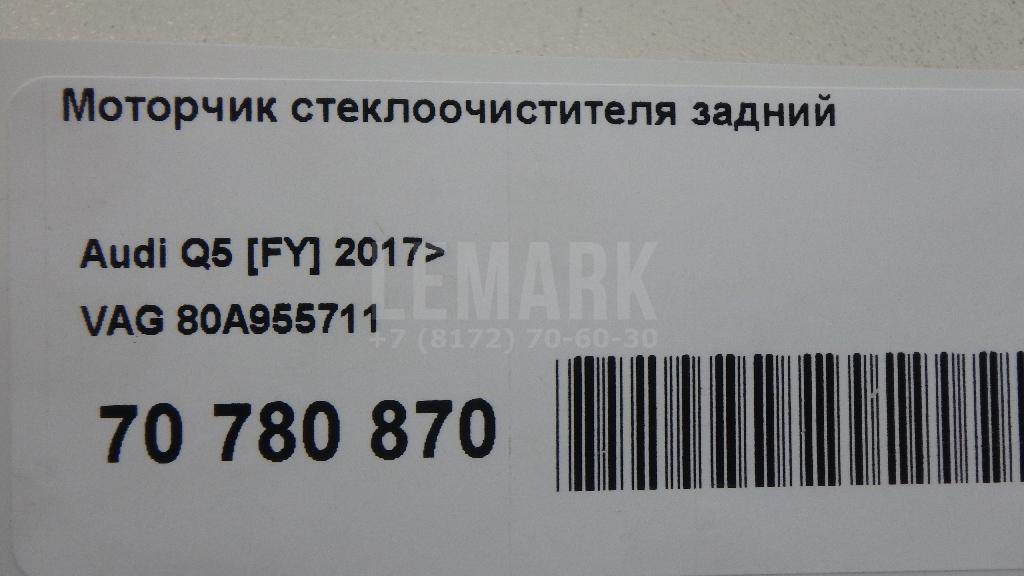 Моторчик стеклоочистителя задний
Audi Q5 [FY] 2017>
LEMARK
VAG 80A955711
+7 (8172) 70-60-30
70 780 870